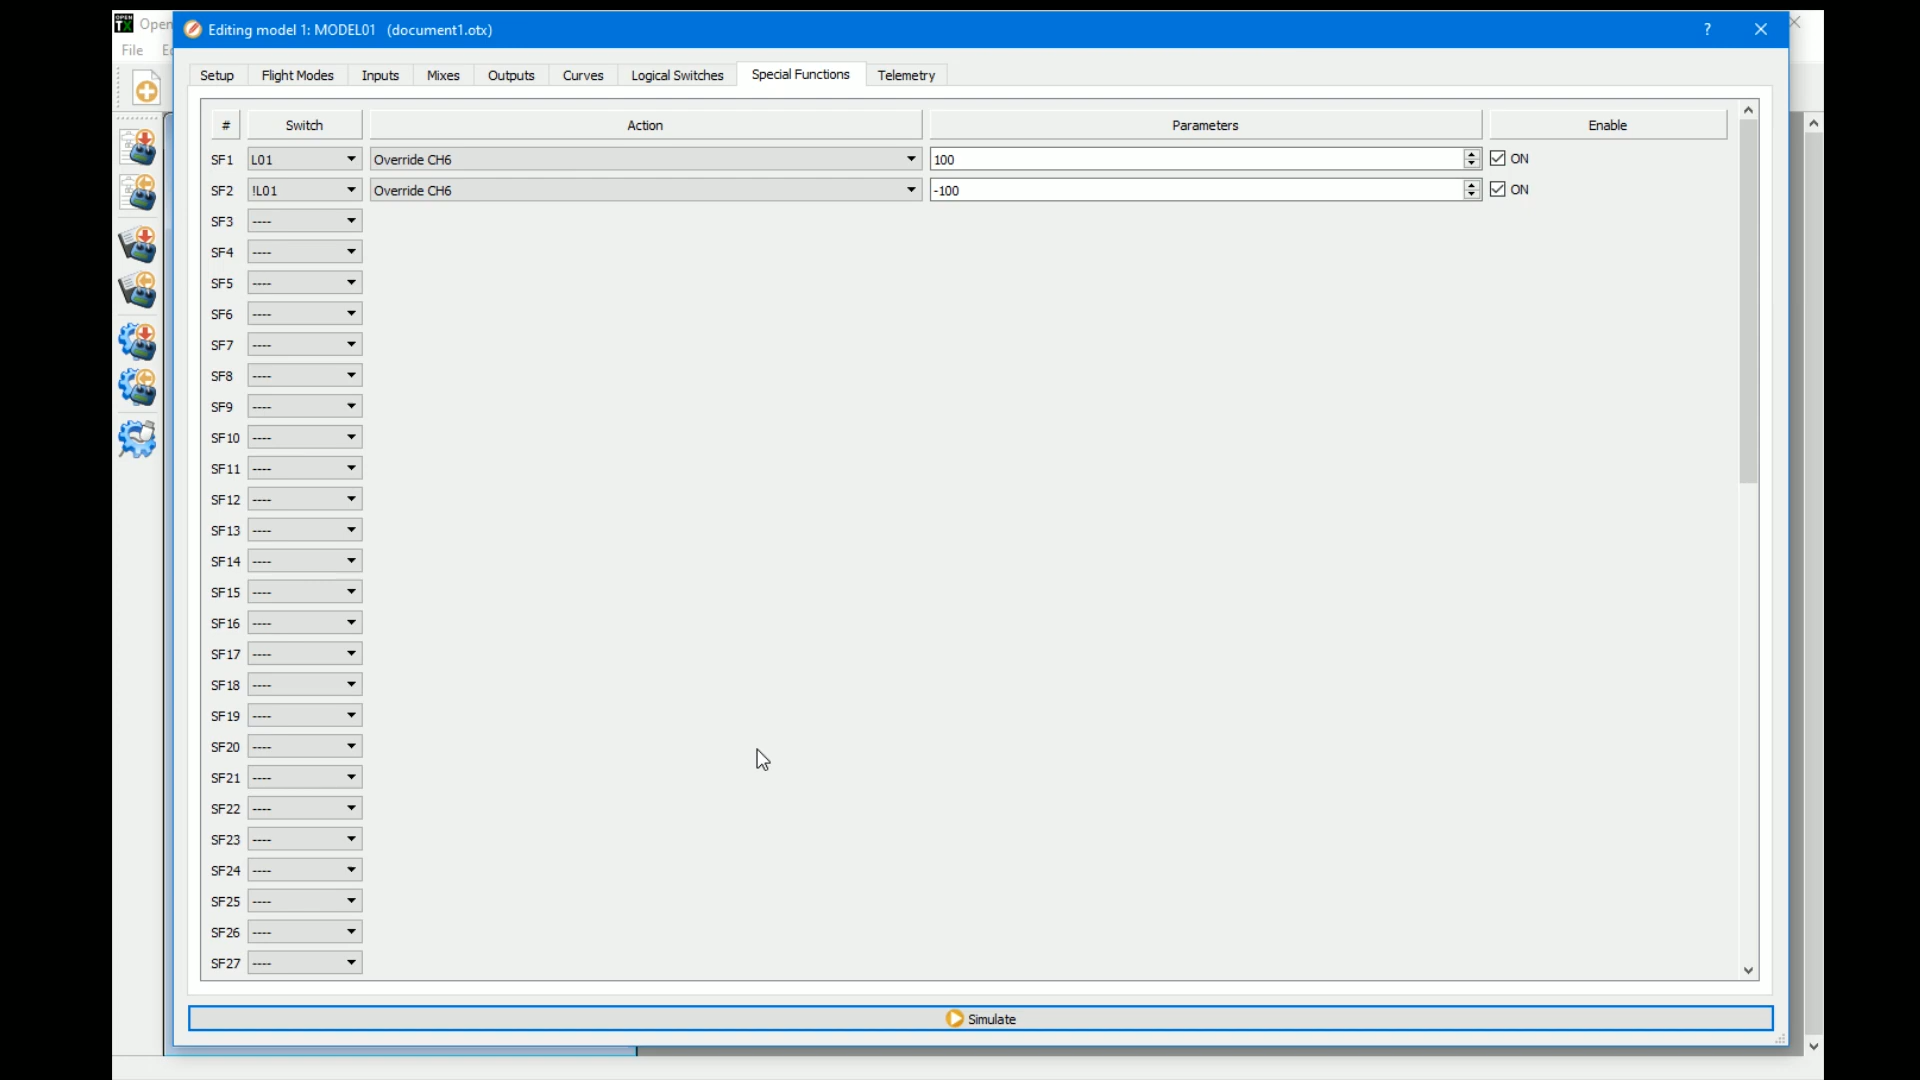 OPEN
TX Open
Editing model 1: MODEL01 (document1.otx) ?
File
Setup Flight Modes Inputs Mixes Outputs Curves Logical Switches Special Functions Telemetry
# Switch Action Parameters Enable
SF1 L01 Override CH6 100 ON
SF2 !L01 Override CH6 -100 ON
SF3 ----
SF4 ----
SF5 ----
SF6 ----
SF7 ----
SF8 ----
SF9 ----
SF10 ----
SF11 ----
SF12 ----
SF13 ----
SF14 ----
SF15 ----
SF16 ----
SF17 ----
SF18 ----
SF19 ----
SF20 ----
SF21 ----
SF22 ----
SF23 ----
SF24 ----
SF25 ----
SF26 ----
SF27 ----
Simulate